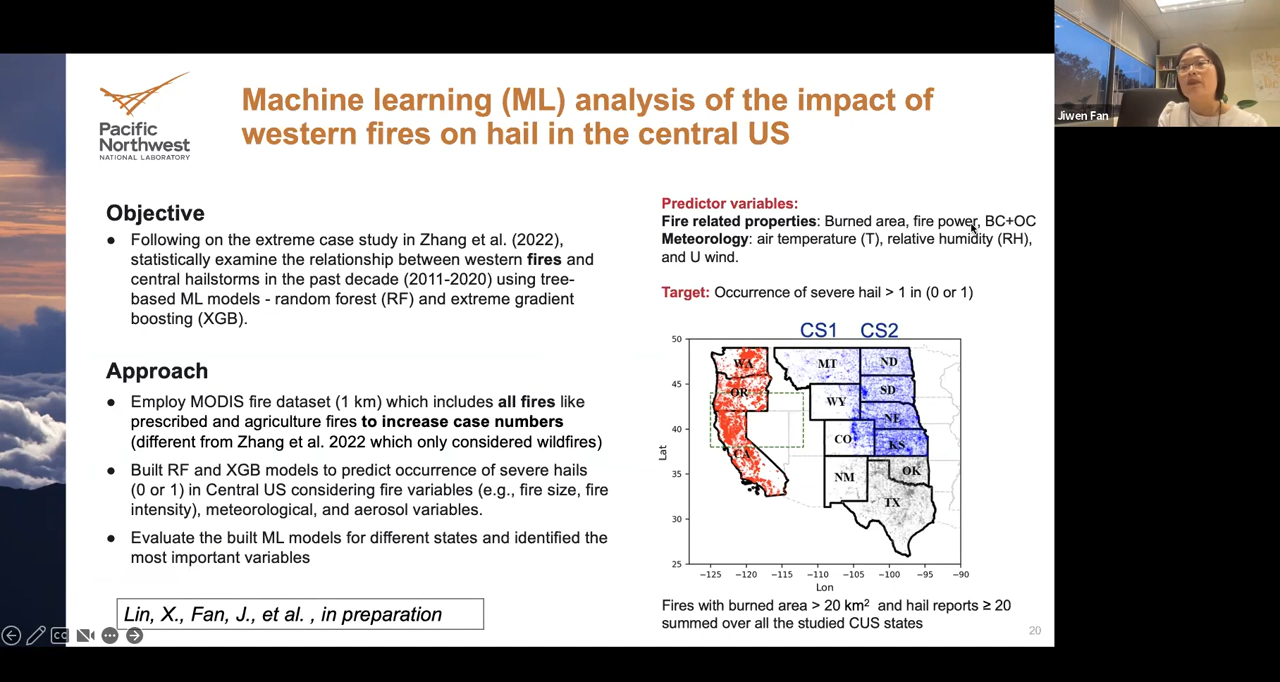 Pacific
Northwest
NATIONAL LABORATORY
Machine learning (ML) analysis of the impact of
western fires on hail in the central US
Objective
● Following on the extreme case study in Zhang et al. (2022),
statistically examine the relationship between western fires and
central hailstorms in the past decade (2011-2020) using tree-
based ML models - random forest (RF) and extreme gradient
boosting (XGB).
Approach
● Employ MODIS fire dataset (1 km) which includes all fires like
prescribed and agriculture fires to increase case numbers
(different from Zhang et al. 2022 which only considered wildfires)
● Built RF and XGB models to predict occurrence of severe hails
(0 or 1) in Central US considering fire variables (e.g., fire size, fire
intensity), meteorological, and aerosol variables.
● Evaluate the built ML models for different states and identified the
most important variables
Lin, X., Fan, J., et al. , in preparation
Predictor variables:
Fire related properties: Burned area, fire power, BC+OC
Meteorology: air temperature (T), relative humidity (RH),
and U wind.
Target: Occurrence of severe hail > 1 in (0 or 1)
CS1 CS2
50
45
40
35
30
25
Lat
WA
MT
ND
OR
SD
WY
NE
CA
CO
KS
NM
OK
TX
−125 −120 −115 −110 −105 −100 −95 −90
Lon
Fires with burned area > 20 km² and hail reports ≥ 20
summed over all the studied CUS states
20
CC
Jiwen Fan